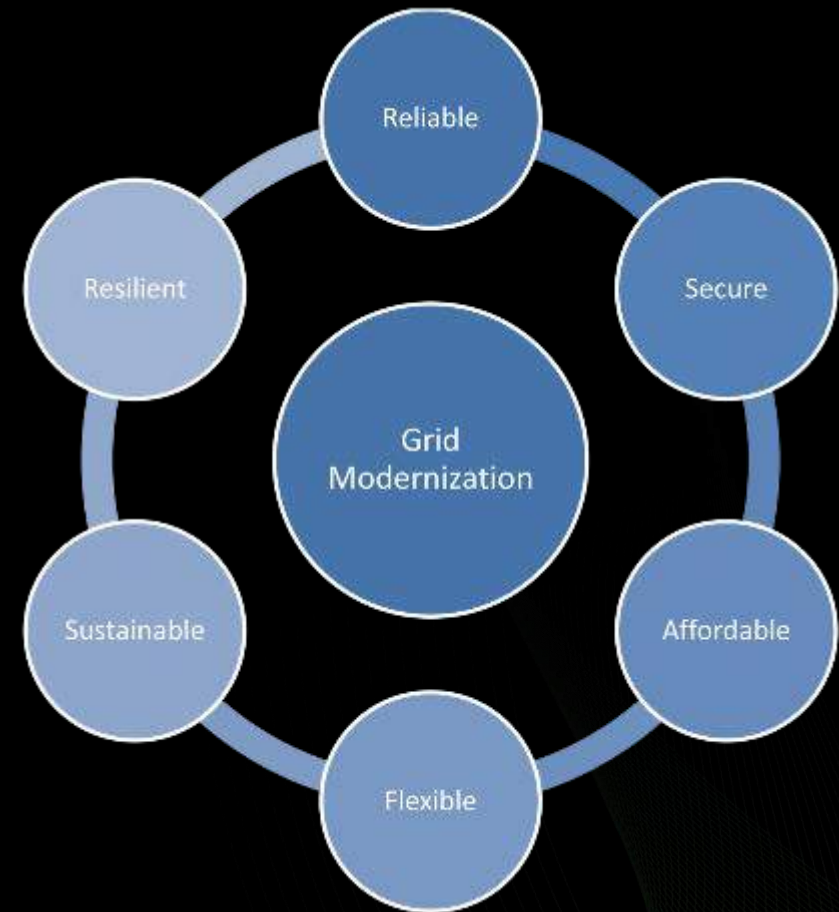 Reliable
Secure
Affordable
Flexible
Sustainable
Resilient
Grid
Modernization